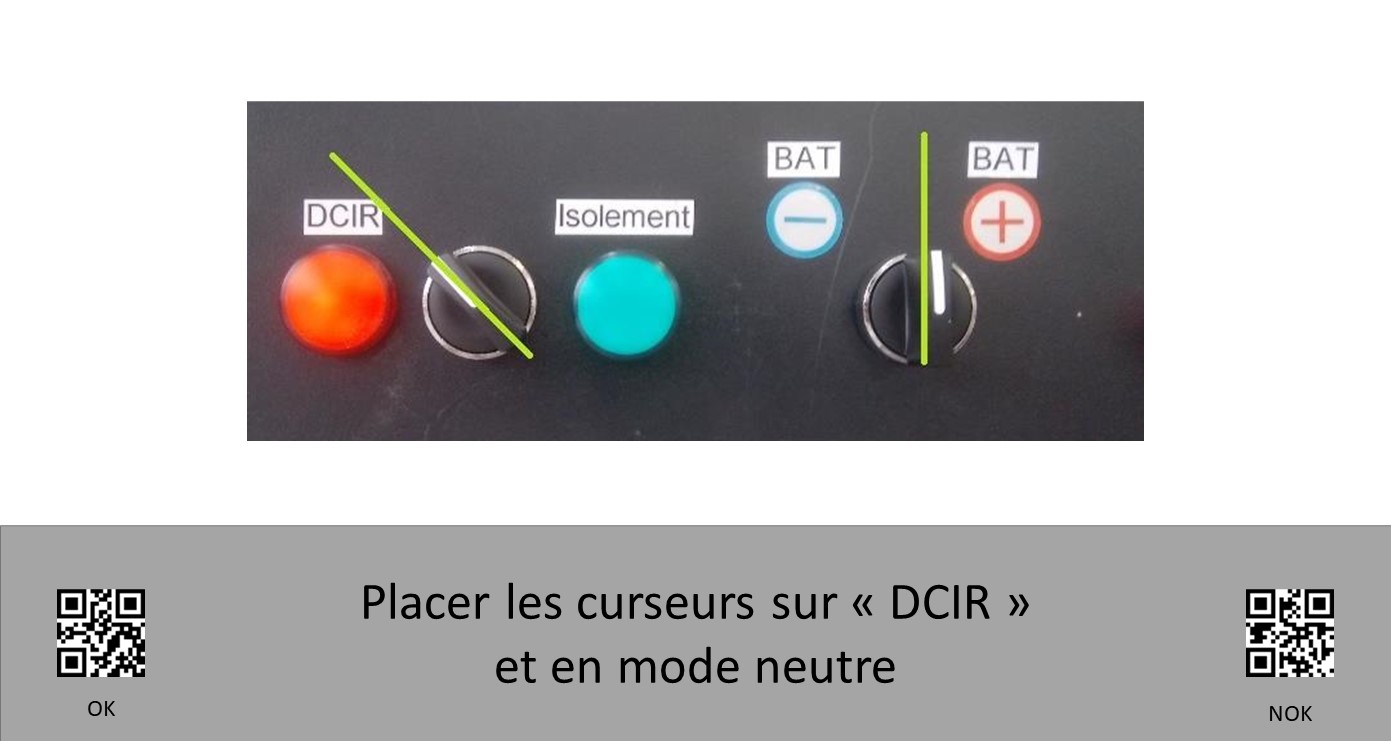 BAT
BAT
DCIR
Isolement
Placer les curseurs sur « DCIR »
et en mode neutre
OK
NOK